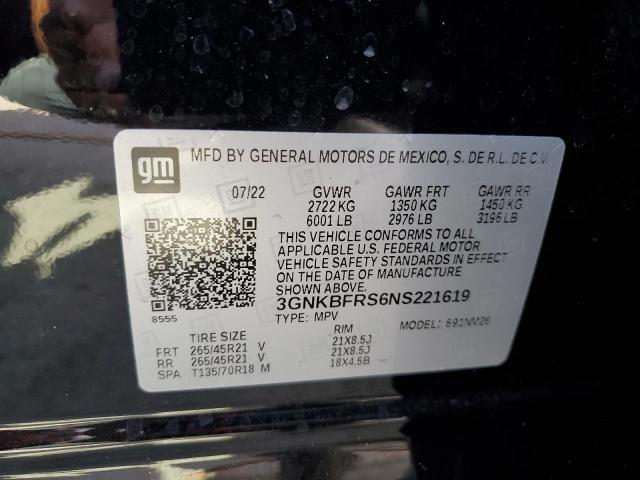 gm
MFD BY GENERAL MOTORS DE MEXICO, S. DE R.L. DE C.V.
07/22 GVWR GAWR FRT GAWR RR
2722 KG 1350 KG 1450 KG
6001 LB 2976 LB 3196 LB
THIS VEHICLE CONFORMS TO ALL
APPLICABLE U.S. FEDERAL MOTOR
VEHICLE SAFETY STANDARDS IN EFFECT
ON THE DATE OF MANUFACTURE
SHOWN ABOVE.
3GNKBFRS6NS221619
8555 TYPE: MPV MODEL: 691NM26
TIRE SIZE RIM
FRT 265/45R21 V 21X8.5J
RR 265/45R21 V 21X8.5J
SPA T135/70R18 M 18X4.5B